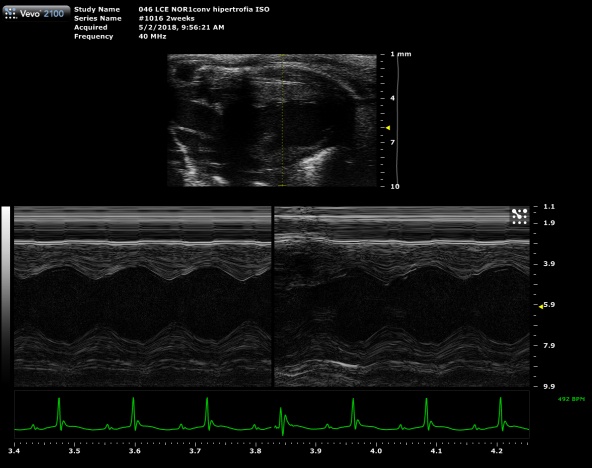 Vevo 2100
Study Name 046 LCE NOR1conv hipertrofia ISO
Series Name #1016 2weeks
Acquired 5/2/2018, 9:56:21 AM
Frequency 40 MHz
1 mm
4
7
10
1.1
1.9
3.9
5.9
7.9
9.9
492 BPM
3.4 3.5 3.6 3.7 3.8 3.9 4.0 4.1 4.2